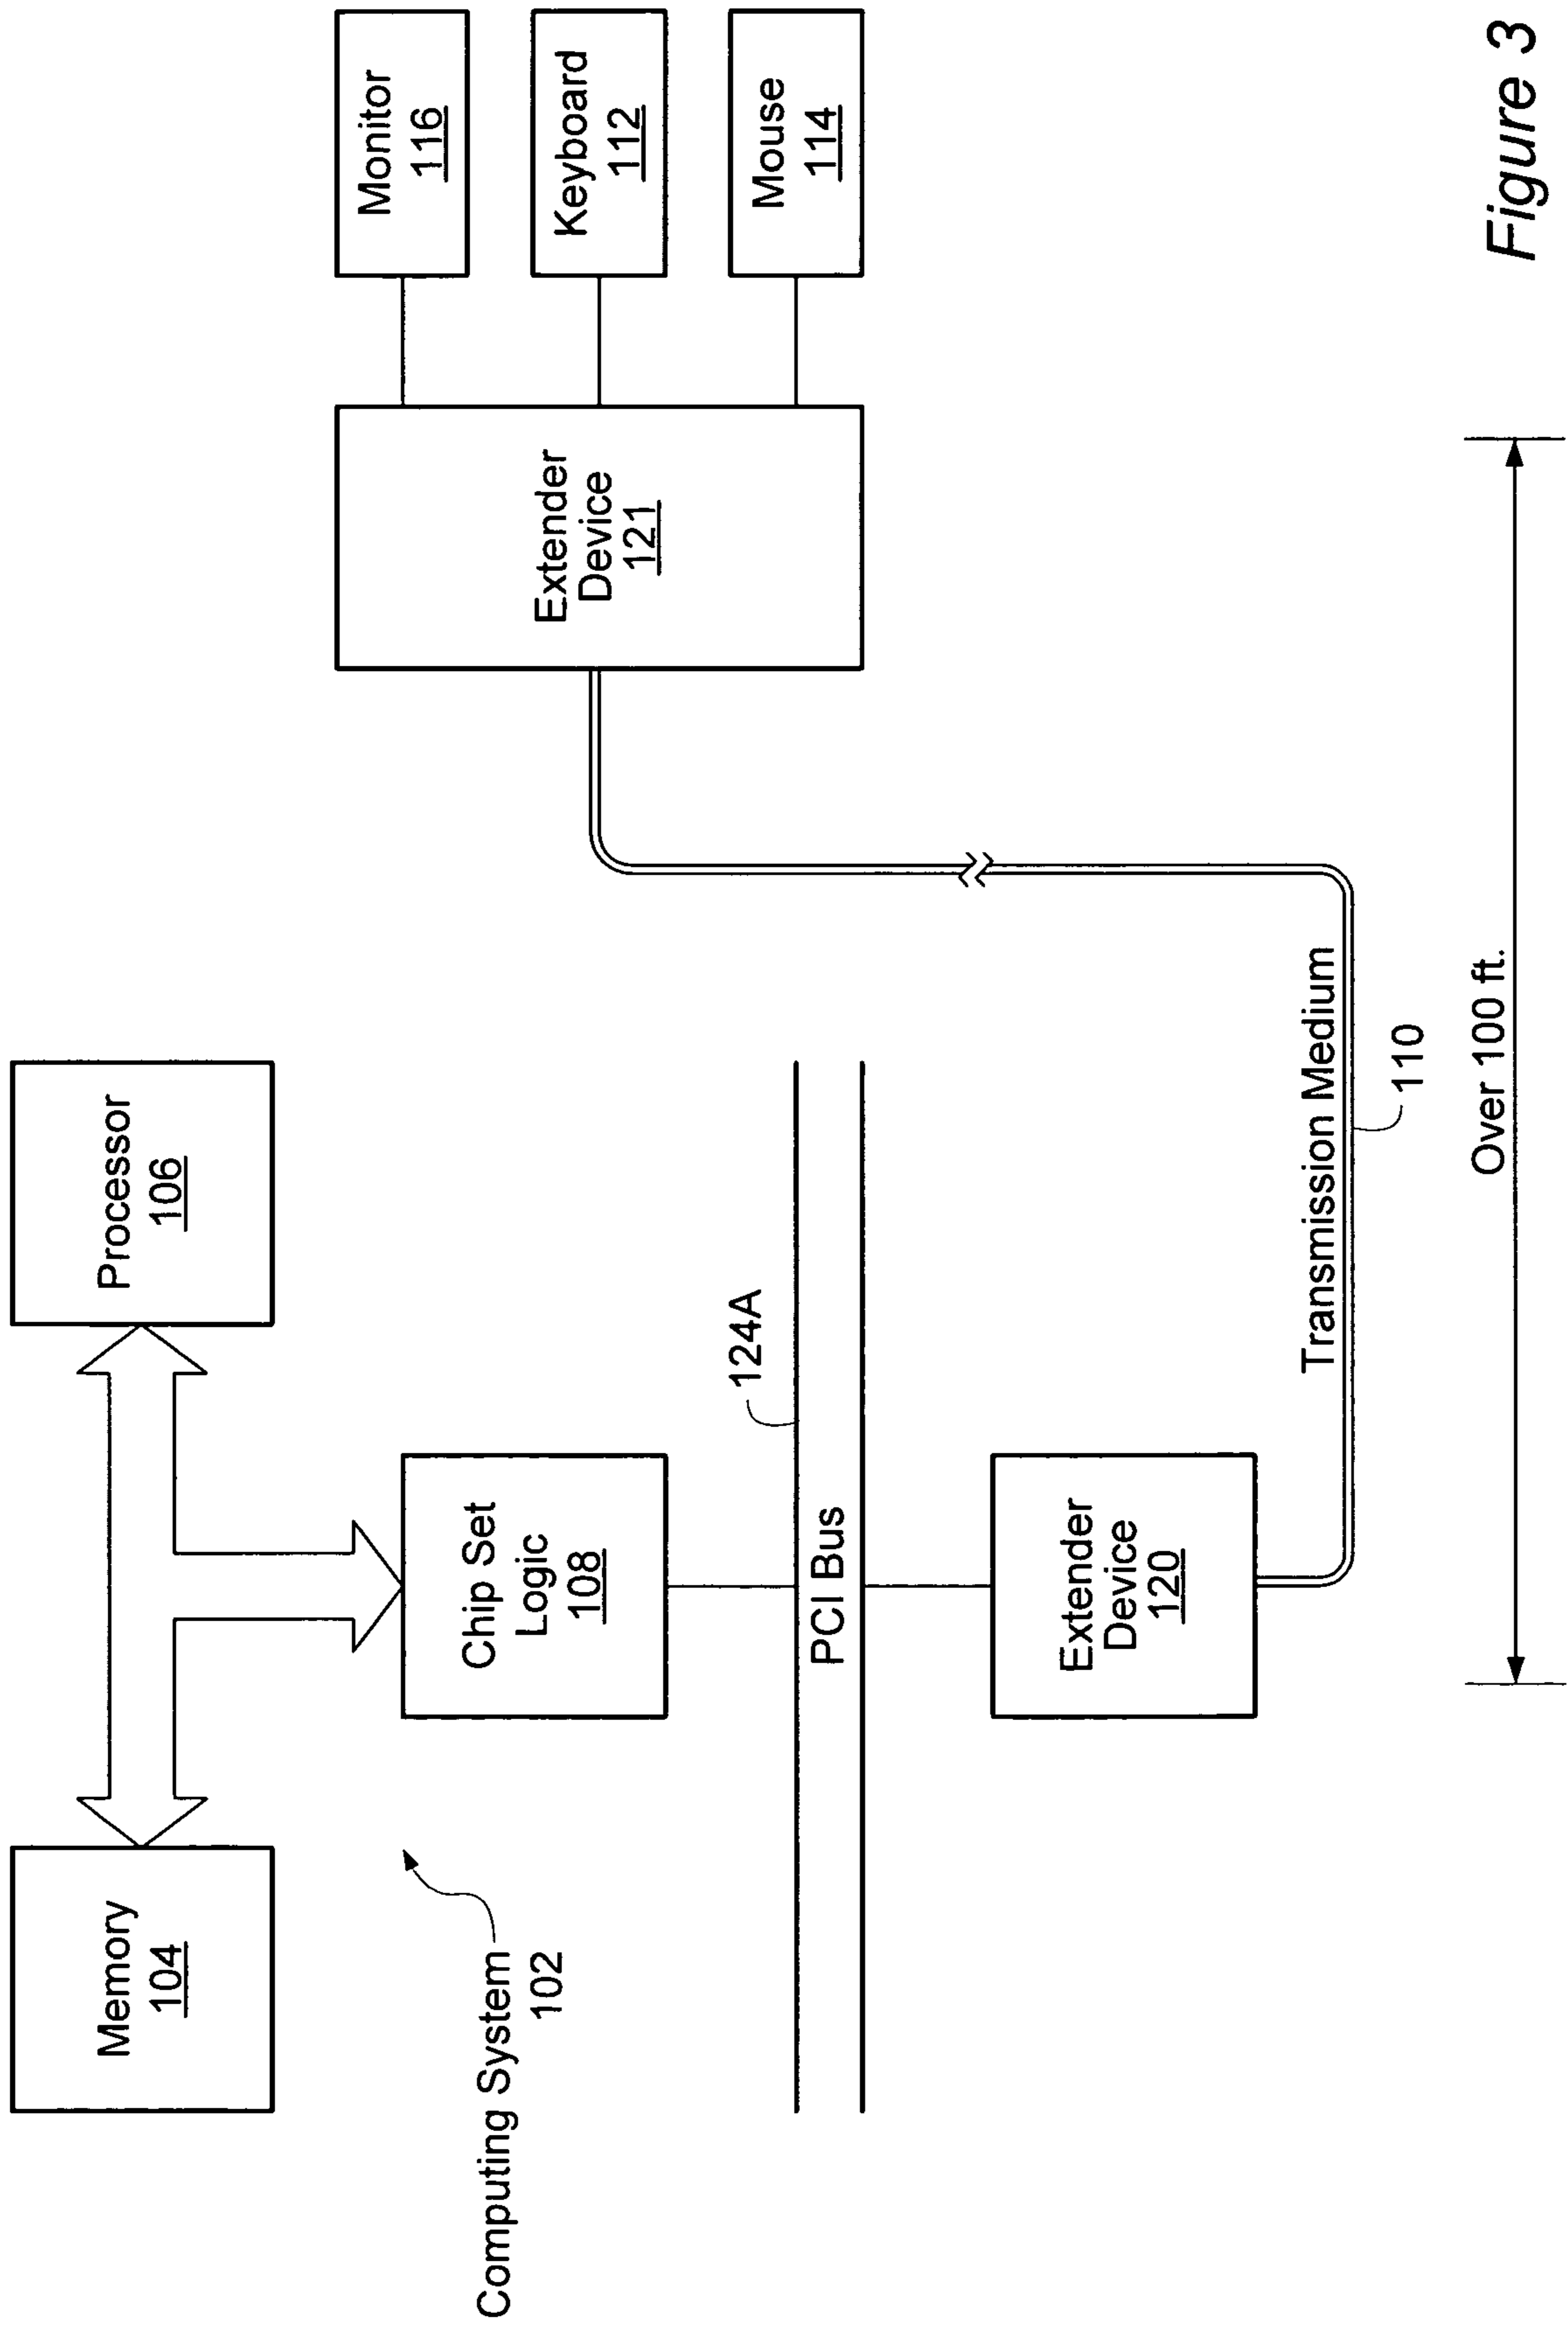 Memory
104
Processor
106
Computing System
102
Chip Set
Logic
108
124A
PCI Bus
Extender
Device
120
Transmission Medium
110
Extender
Device
121
Monitor
116
Keyboard
112
Mouse
114
Over 100 ft.
Figure 3